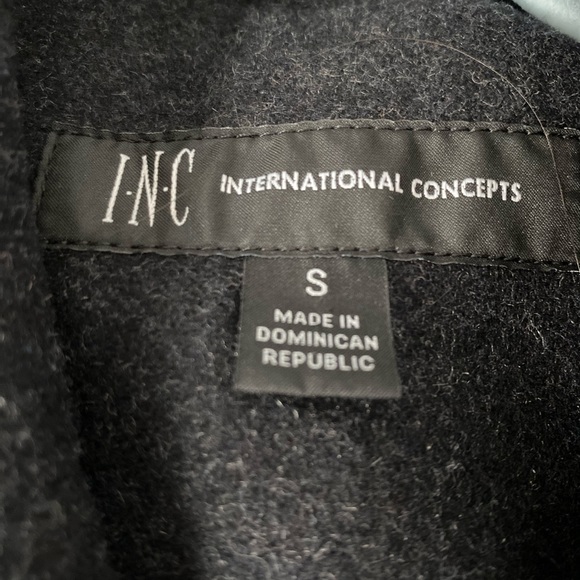 I·N·C INTERNATIONAL CONCEPTS
S
MADE IN
DOMINICAN
REPUBLIC